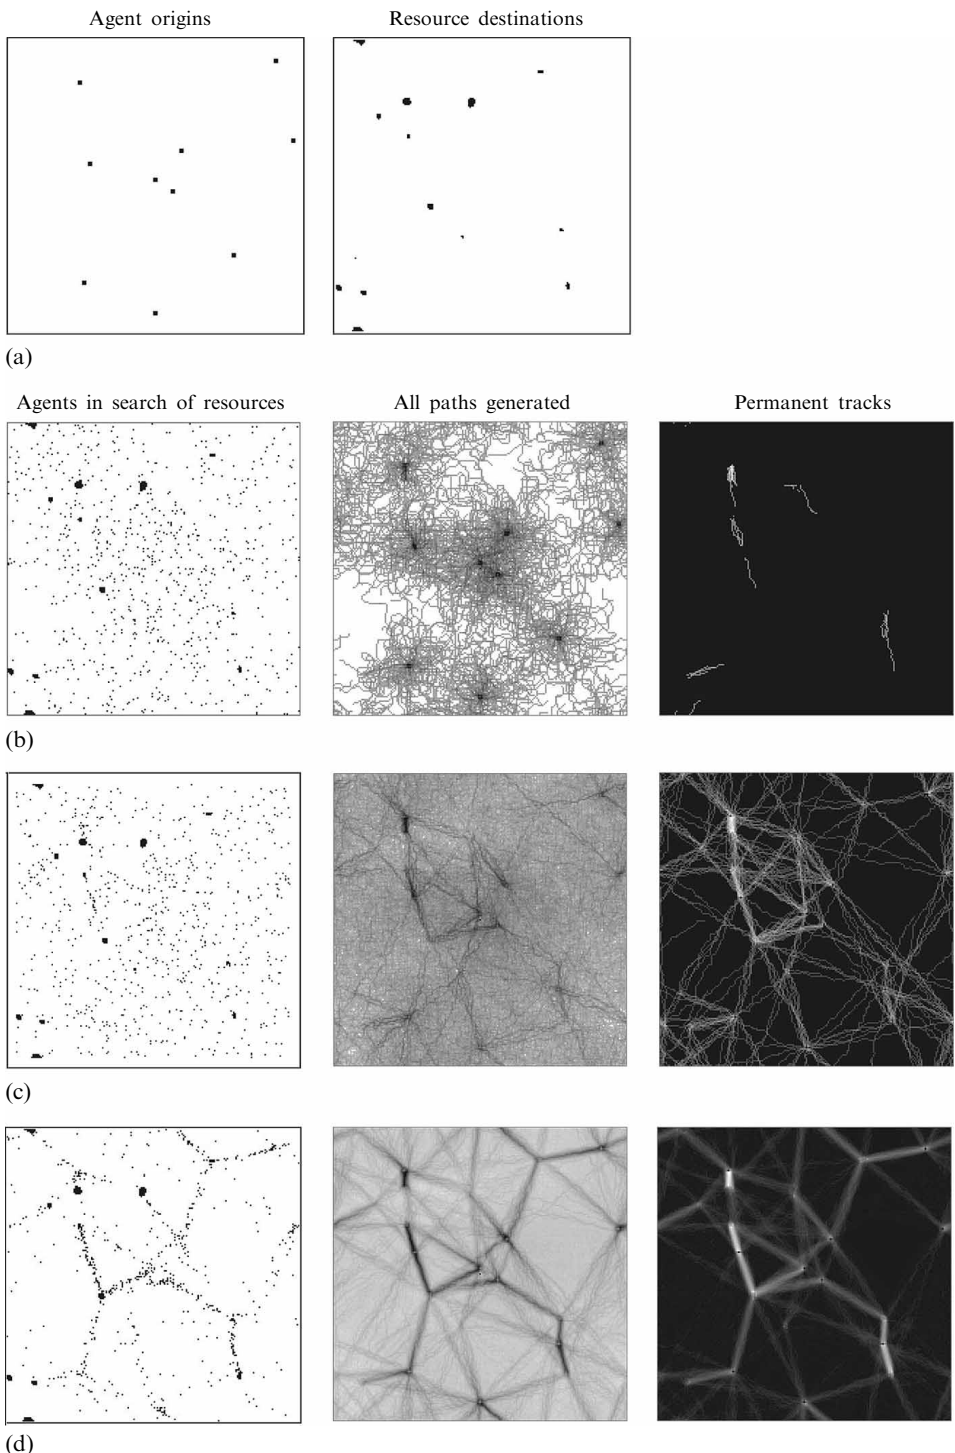 Agent origins
Resource destinations
(a)
Agents in search of resources
All paths generated
Permanent tracks
(b)
(c)
(d)